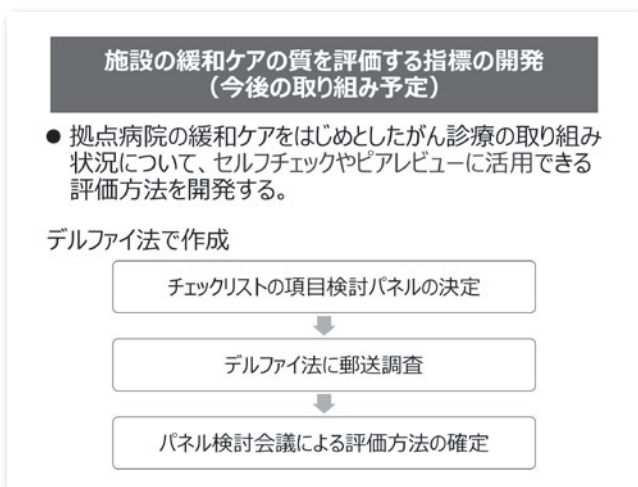 施設の緩和ケアの質を評価する指標の開発
（今後の取り組み予定）
● 拠点病院の緩和ケアをはじめとしたがん診療の取り組み
状況について、セルフチェックやピアレビューに活用できる
評価方法を開発する。
デルファイ法で作成
チェックリストの項目検討パネルの決定
デルファイ法に郵送調査
パネル検討会議による評価方法の確定